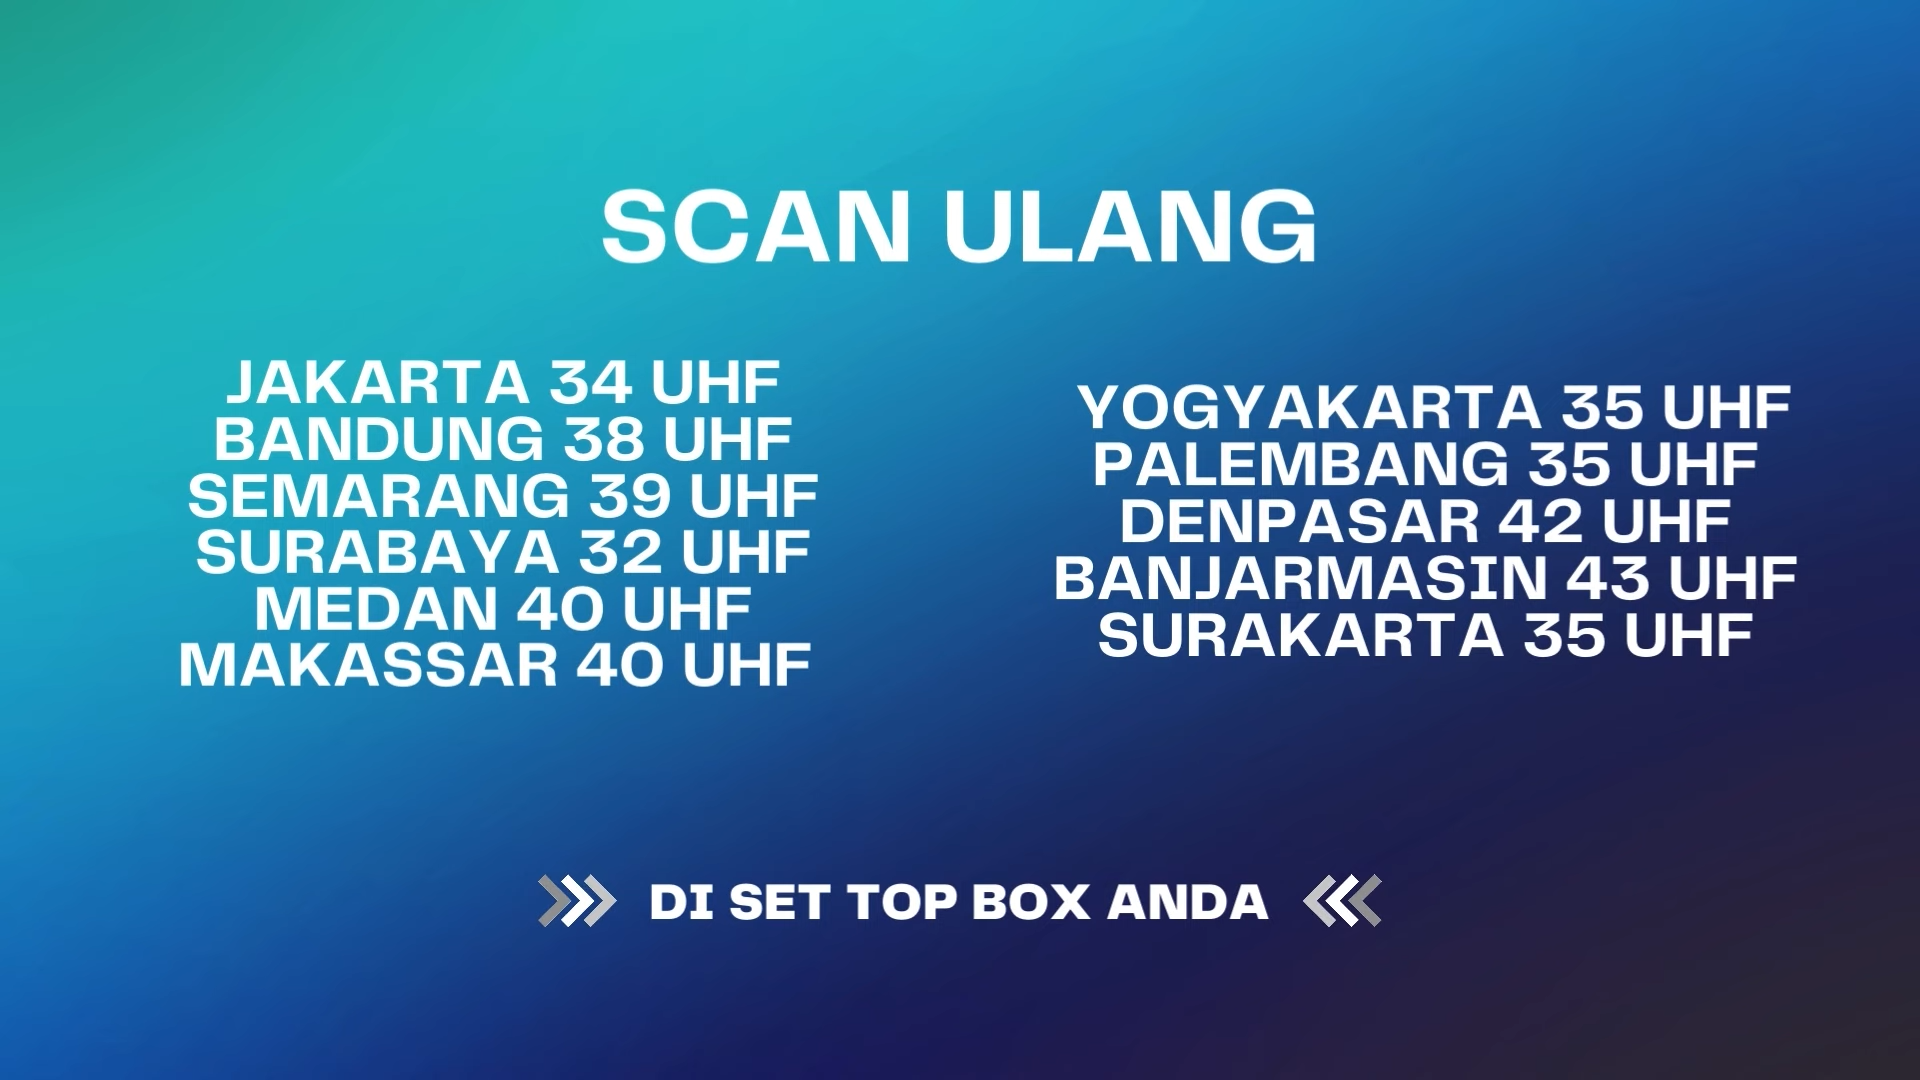 SCAN ULANG
JAKARTA 34 UHF
BANDUNG 38 UHF
SEMARANG 39 UHF
SURABAYA 32 UHF
MEDAN 40 UHF
MAKASSAR 40 UHF
YOGYAKARTA 35 UHF
PALEMBANG 35 UHF
DENPASAR 42 UHF
BANJARMASIN 43 UHF
SURAKARTA 35 UHF
DI SET TOP BOX ANDA